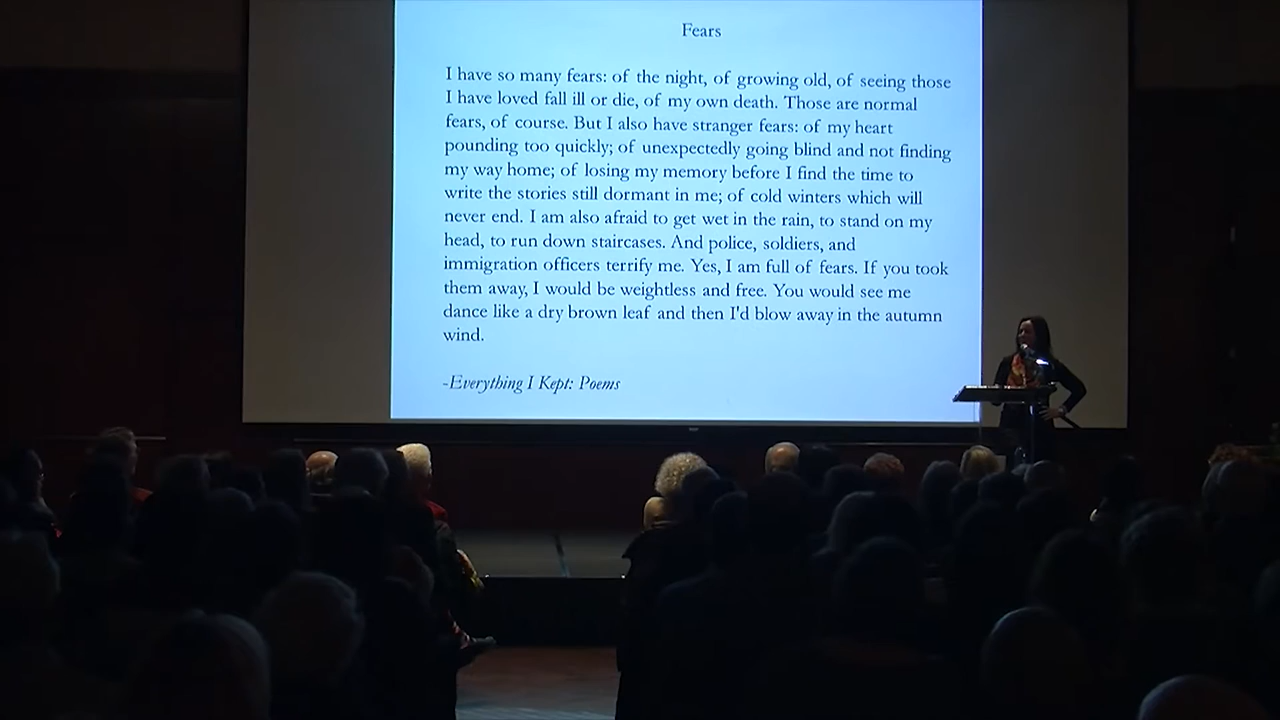 Fears
I have so many fears: of the night, of growing old, of seeing those
I have loved fall ill or die, of my own death. Those are normal
fears, of course. But I also have stranger fears: of my heart
pounding too quickly; of unexpectedly going blind and not finding
my way home; of losing my memory before I find the time to
write the stories still dormant in me; of cold winters which will
never end. I am also afraid to get wet in the rain, to stand on my
head, to run down staircases. And police, soldiers, and
immigration officers terrify me. Yes, I am full of fears. If you took
them away, I would be weightless and free. You would see me
dance like a dry brown leaf and then I'd blow away in the autumn
wind.
-Everything I Kept: Poems